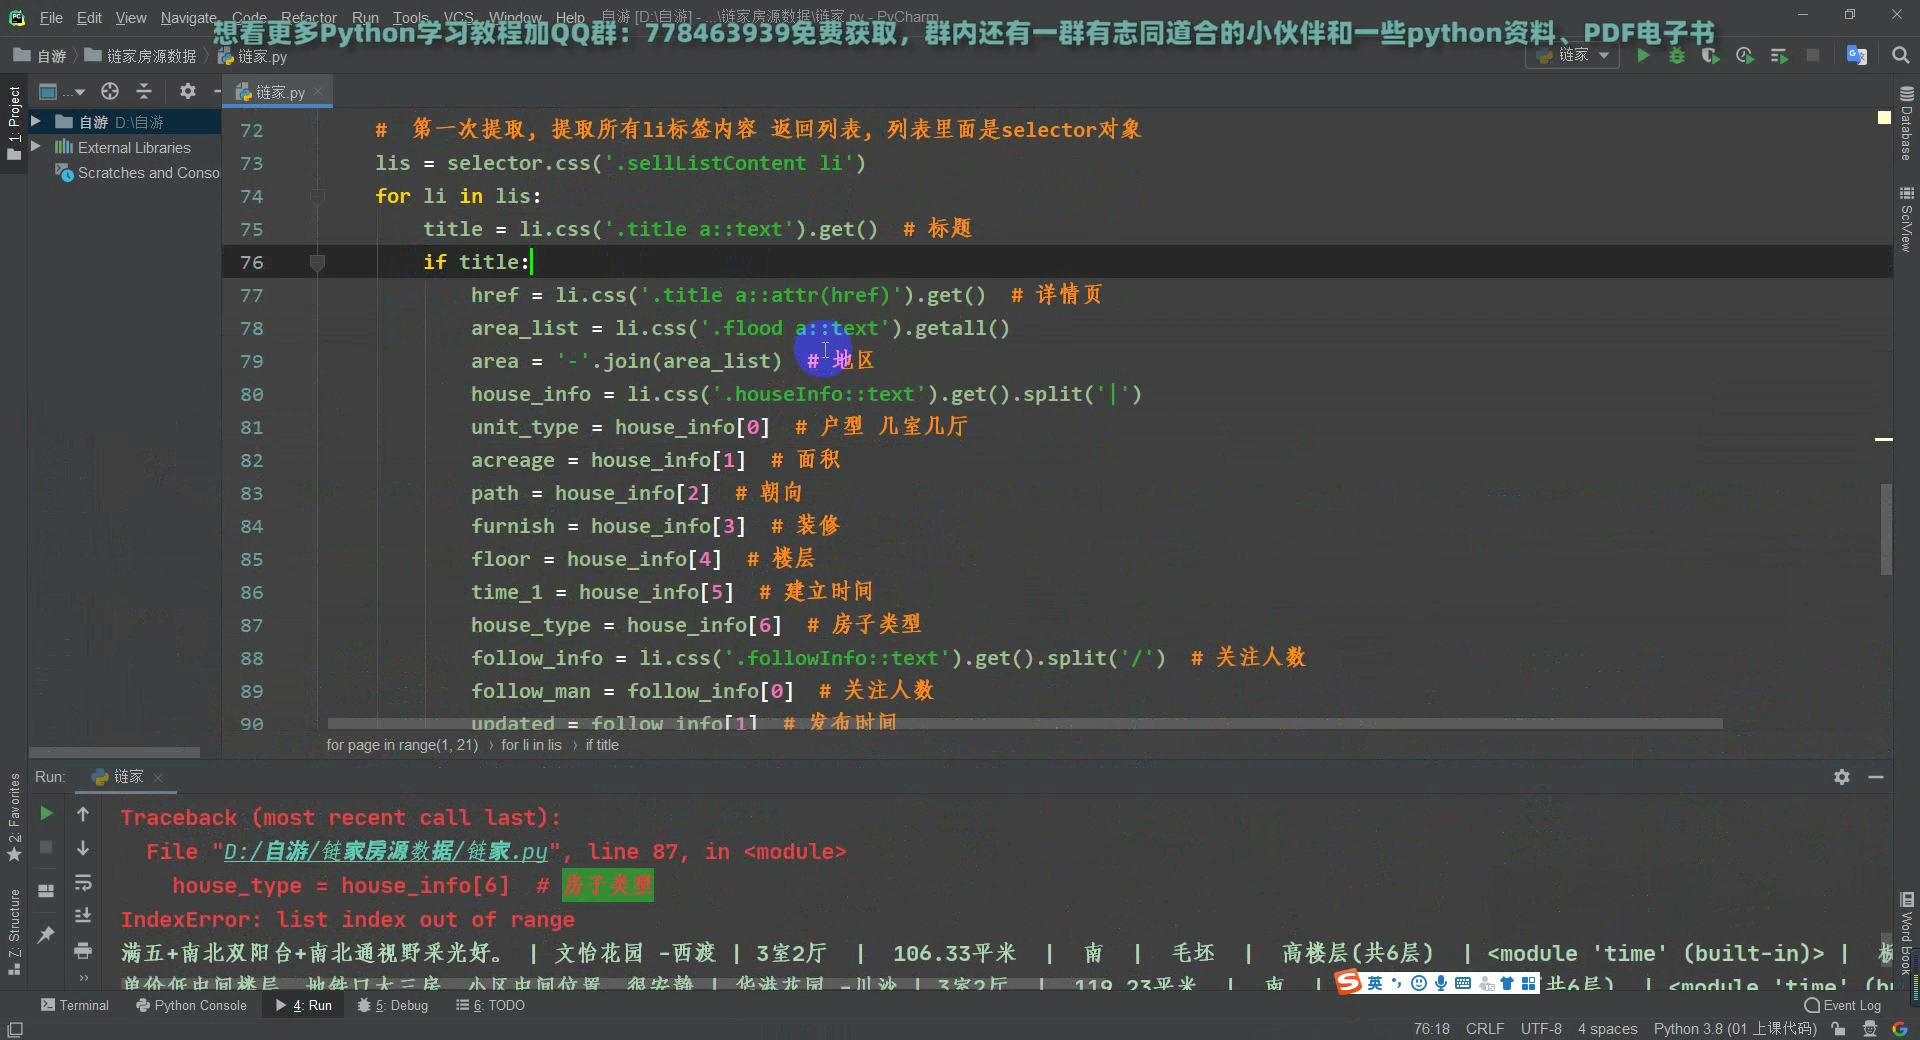 File Edit View Navigate Code Refactor Run Tools VCS Window Help 自游 [D:\自游] - ...\链家房源数据\链家.py - PyCharm
想看更多Python学习教程加QQ群：778463939免费获取，群内还有一群有志同道合的小伙伴和一些python资料、PDF电子书
自游 链家房源数据 链家.py 链家
1: Project ... 链家.py
自游 D:\自游
External Libraries
Scratches and Conso
Database
SciView
72 # 第一次提取, 提取所有li标签内容 返回列表, 列表里面是selector对象
73 lis = selector.css('.sellListContent li')
74 for li in lis:
75 title = li.css('.title a::text').get() # 标题
76 if title:
77 href = li.css('.title a::attr(href)').get() # 详情页
78 area_list = li.css('.flood a::text').getall()
79 area = '-'.join(area_list) # 地区
80 house_info = li.css('.houseInfo::text').get().split('|')
81 unit_type = house_info[0] # 户型 几室几厅
82 acreage = house_info[1] # 面积
83 path = house_info[2] # 朝向
84 furnish = house_info[3] # 装修
85 floor = house_info[4] # 楼层
86 time_1 = house_info[5] # 建立时间
87 house_type = house_info[6] # 房子类型
88 follow_info = li.css('.followInfo::text').get().split('/') # 关注人数
89 follow_man = follow_info[0] # 关注人数
90 updated = follow_info[1] # 发布时间
for page in range(1, 21) › for li in lis › if title
Run: 链家
2: Favorites
7: Structure
Word Book
Traceback (most recent call last):
File "D:/自游/链家房源数据/链家.py", line 87, in <module>
house_type = house_info[6] # 房子类型
IndexError: list index out of range
满五+南北双阳台+南北通视野采光好。 | 文怡花园 -西渡 | 3室2厅 | 106.33平米 | 南 | 毛坯 | 高楼层(共6层) | <module 'time' (built-in)> | 板
单价低中间楼层，地铁口大三房，小区中间位置，很安静 | 华港花园 -川沙 | 3室2厅 | 119.23平米 | 南 | 共6层) | <module 'time' (bu
英
Terminal Python Console 4: Run 5: Debug 6: TODO Event Log
76:18 CRLF UTF-8 4 spaces Python 3.8 (01 上课代码)